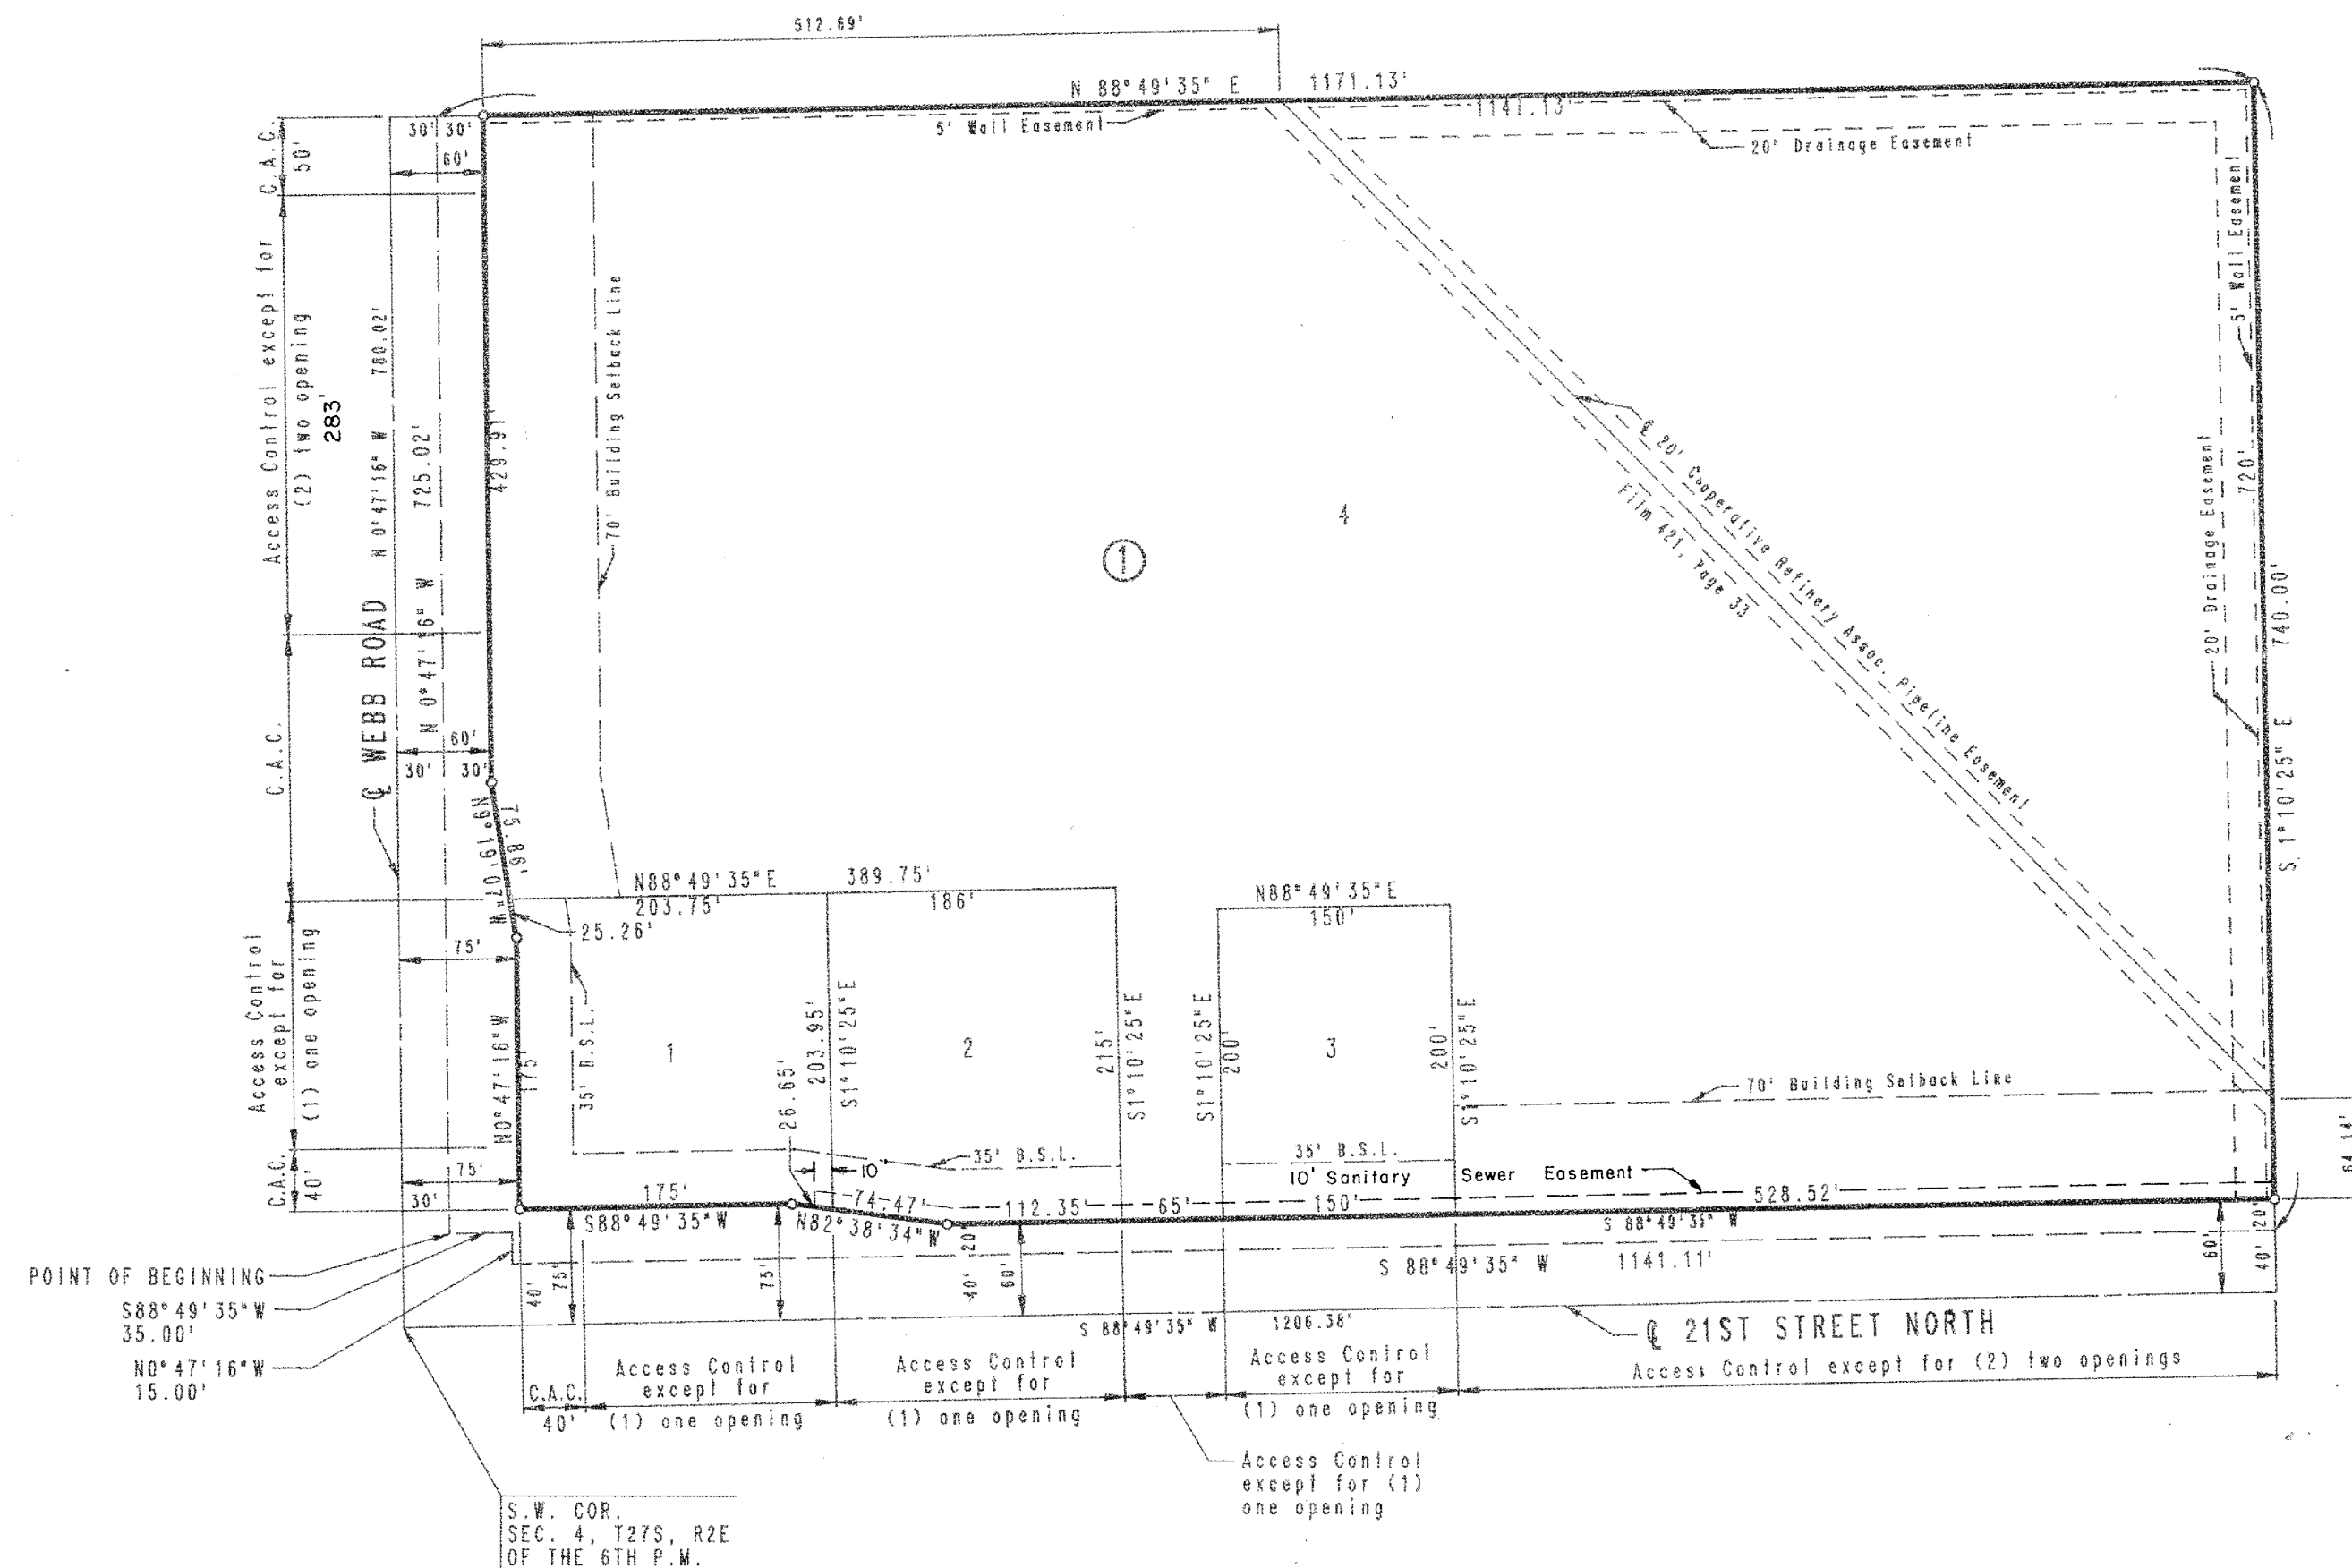 512.69'
N 88°49'35" E
1171.13'
1141.13'
5' Wall Easement
20' Drainage Easement
30' 30'
60'
C.A.C.
50'
Access Control except for
(2) two opening
283'
780.02'
N 0°47'16" W
725.02'
N 0°47'16" W
℄ WEBB ROAD
429.91'
70' Building Setback Line
4
1
℄ 20' Cooperative Refinery Assoc. Pipeline Easement
Film 421, Page 33
5' Wall Easement
20' Drainage Easement
720'
740.00'
S 1°10'25" E
60'
30' 30'
C.A.C.
N9°19'07"W
75.86'
N88°49'35"E
389.75'
203.75'
186'
N88°49'35"E
150'
25.26'
75'
Access Control
except for
(1) one opening
N0°47'16"W
175'
35' B.S.L.
1
26.65'
203.95'
S1°10'25"E
2
215'
S1°10'25"E
S1°10'25"E
200'
3
200'
S1°10'25"E
70' Building Setback Line
64.14'
C.A.C.
40'
75'
30'
10'
35' B.S.L.
35' B.S.L.
10' Sanitary Sewer Easement
175'
74.47'
112.35'
65'
150'
528.52'
S88°49'35"W
N82°38'34"W
S 88°49'35" W
20'
40'
60'
S 88°49'35" W
1141.11'
60'
40' 20'
POINT OF BEGINNING
S88°49'35"W
35.00'
N0°47'16"W
15.00'
40'
75'
75'
S 88°49'35" W
1206.38'
℄ 21ST STREET NORTH
C.A.C.
40'
Access Control
except for
(1) one opening
Access Control
except for
(1) one opening
Access Control
except for
(1) one opening
Access Control except for (2) two openings
Access Control
except for (1)
one opening
S.W. COR.
SEC. 4, T27S, R2E
OF THE 6TH P.M.